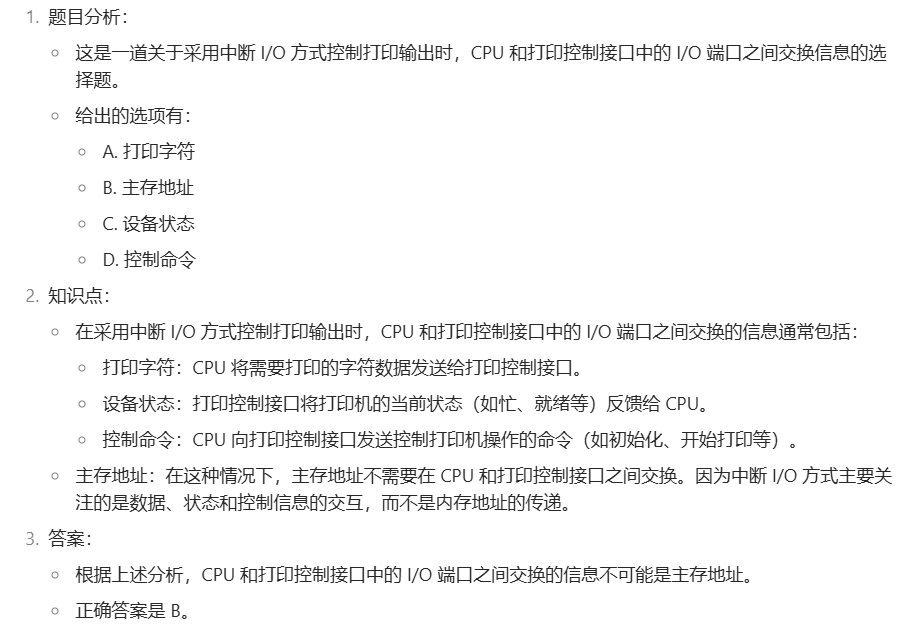 1. 题目分析：
◦ 这是一道关于采用中断 I/O 方式控制打印输出时，CPU 和打印控制接口中的 I/O 端口之间交换信息的选
择题。
◦ 给出的选项有：
◦ A. 打印字符
◦ B. 主存地址
◦ C. 设备状态
◦ D. 控制命令
2. 知识点：
◦ 在采用中断 I/O 方式控制打印输出时，CPU 和打印控制接口中的 I/O 端口之间交换的信息通常包括：
◦ 打印字符：CPU 将需要打印的字符数据发送给打印控制接口。
◦ 设备状态：打印控制接口将打印机的当前状态（如忙、就绪等）反馈给 CPU。
◦ 控制命令：CPU 向打印控制接口发送控制打印机操作的命令（如初始化、开始打印等）。
◦ 主存地址：在这种情况下，主存地址不需要在 CPU 和打印控制接口之间交换。因为中断 I/O 方式主要关
注的是数据、状态和控制信息的交互，而不是内存地址的传递。
3. 答案：
◦ 根据上述分析，CPU 和打印控制接口中的 I/O 端口之间交换的信息不可能是主存地址。
◦ 正确答案是 B。